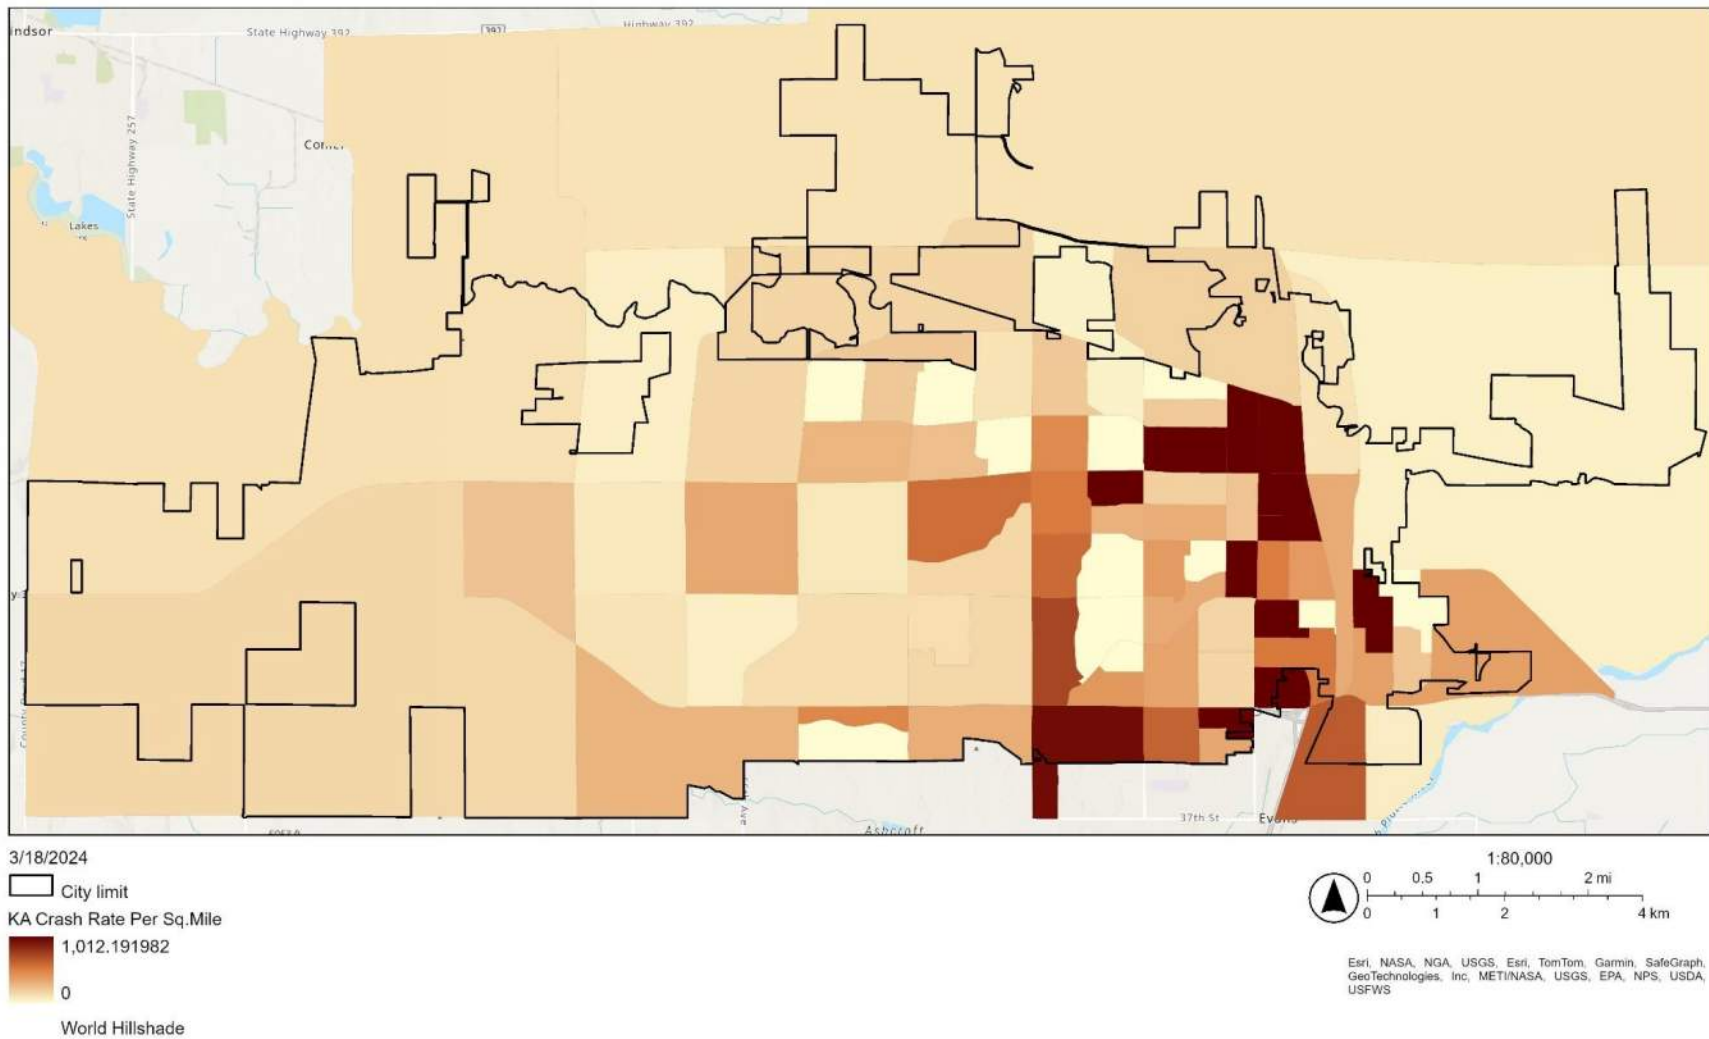 indsor
State Highway 392
392
Highway 392
State Highway 257
Lakes
37th St
Ashcroft
3/18/2024
City limit
KA Crash Rate Per Sq.Mile
1,012.191982
0
World Hillshade
1:80,000
0 0.5 1 2 mi
0 1 2 4 km
Esri, NASA, NGA, USGS, Esri, TomTom, Garmin, SafeGraph,
GeoTechnologies, Inc, METI/NASA, USGS, EPA, NPS, USDA,
USFWS